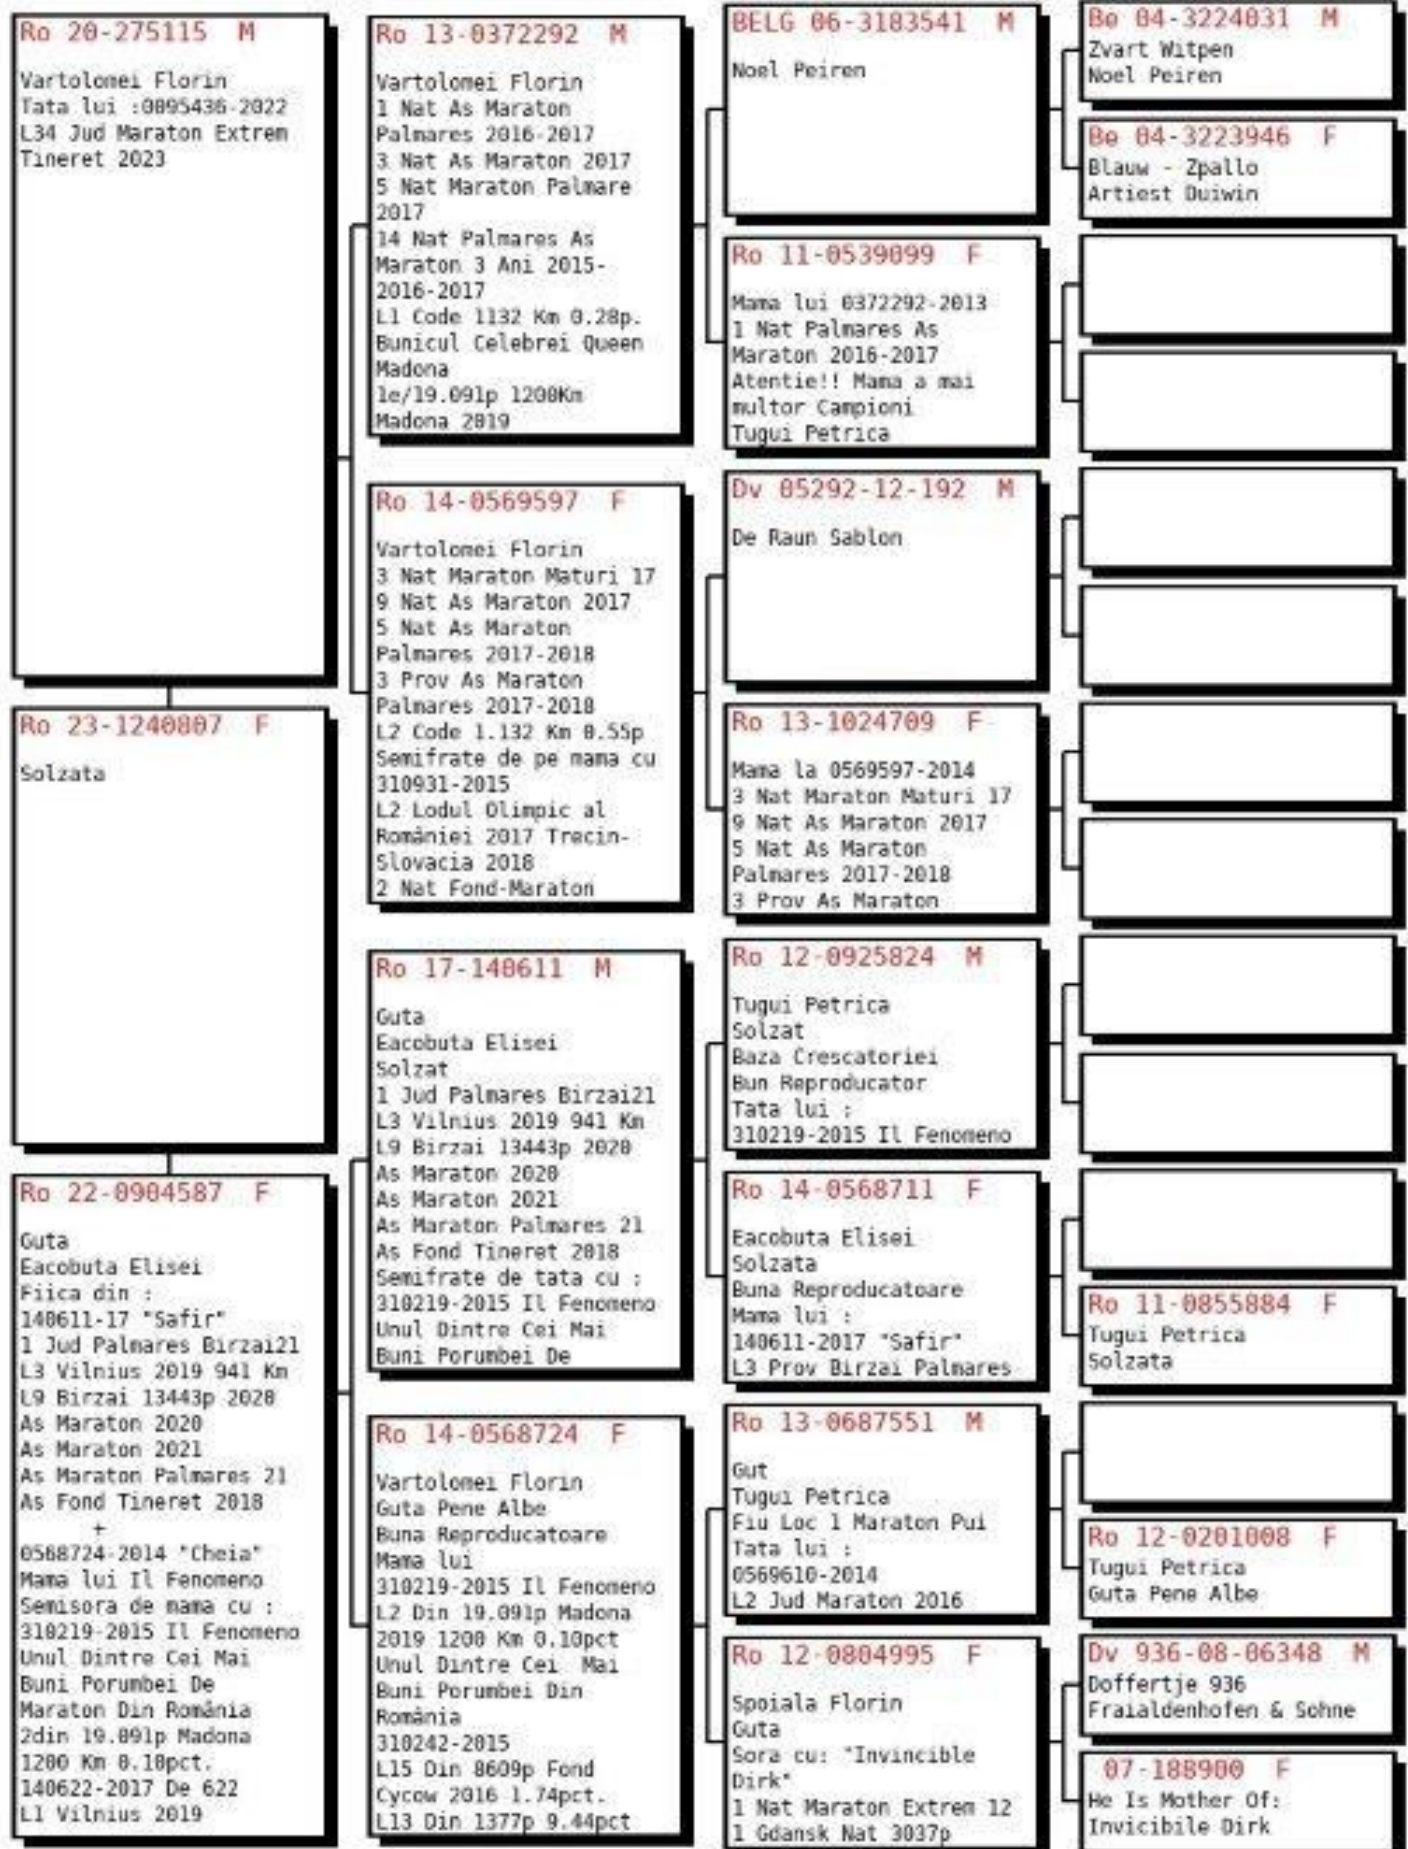 Ro 20-275115 M
Vartolomei Florin
Tata lui :0895436-2022
L34 Jud Maraton Extrem
Tineret 2023
Ro 23-1240807 F
Solzata
Ro 22-0904587 F
Guta
Eacobuta Elisei
Fiica din :
140611-17 "Safir"
1 Jud Palmares Birzai21
L3 Vilnius 2019 941 Km
L9 Birzai 13443p 2020
As Maraton 2020
As Maraton 2021
As Maraton Palmares 21
As Fond Tineret 2018
+
0568724-2014 "Cheia"
Mama lui Il Fenomeno
Semisora de mama cu :
310219-2015 Il Fenomeno
Unul Dintre Cei Mai
Buni Porumbei De
Maraton Din România
2din 19.091p Madona
1200 Km 0.10pct.
140622-2017 De 622
L1 Vilnius 2019
Ro 13-0372292 M
Vartolomei Florin
1 Nat As Maraton
Palmares 2016-2017
3 Nat As Maraton 2017
5 Nat Maraton Palmare
2017
14 Nat Palmares As
Maraton 3 Ani 2015-
2016-2017
L1 Code 1132 Km 0.28p.
Bunicul Celebrei Queen
Madona
1e/19.091p 1200Km
Madona 2019
Ro 14-0569597 F
Vartolomei Florin
3 Nat Maraton Maturi 17
9 Nat As Maraton 2017
5 Nat As Maraton
Palmares 2017-2018
3 Prov As Maraton
Palmares 2017-2018
L2 Code 1.132 Km 0.55p
Semifrate de pe mama cu
310931-2015
L2 Lodul Olimpic al
României 2017 Trecin-
Slovacia 2018
2 Nat Fond-Maraton
Ro 17-140611 M
Guta
Eacobuta Elisei
Solzat
1 Jud Palmares Birzai21
L3 Vilnius 2019 941 Km
L9 Birzai 13443p 2020
As Maraton 2020
As Maraton 2021
As Maraton Palmares 21
As Fond Tineret 2018
Semifrate de tata cu :
310219-2015 Il Fenomeno
Unul Dintre Cei Mai
Buni Porumbei De
Ro 14-0568724 F
Vartolomei Florin
Guta Pene Albe
Buna Reproducatoare
Mama lui
310219-2015 Il Fenomeno
L2 Din 19.091p Madona
2019 1200 Km 0.10pct
Unul Dintre Cei Mai
Buni Porumbei Din
România
310242-2015
L15 Din 8609p Fond
Cycow 2016 1.74pct.
L13 Din 1377p 9.44pct
BELG 06-3183541 M
Noel Peiren
Ro 11-0539099 F
Mama lui 0372292-2013
1 Nat Palmares As
Maraton 2016-2017
Atentie!! Mama a mai
multor Campioni
Tugui Petrica
Dv 05292-12-192 M
De Raun Sablon
Ro 13-1024709 F
Mama la 0569597-2014
3 Nat Maraton Maturi 17
9 Nat As Maraton 2017
5 Nat As Maraton
Palmares 2017-2018
3 Prov As Maraton
Ro 12-0925824 M
Tugui Petrica
Solzat
Baza Crescatoriei
Bun Reproducator
Tata lui :
310219-2015 Il Fenomeno
Ro 14-0568711 F
Eacobuta Elisei
Solzata
Buna Reproducatoare
Mama lui :
140611-2017 "Safir"
L3 Prov Birzai Palmares
Ro 13-0687551 M
Gut
Tugui Petrica
Fiu Loc 1 Maraton Pui
Tata lui :
0569610-2014
L2 Jud Maraton 2016
Ro 12-0804995 F
Spoiala Florin
Guta
Sora cu: "Invincible
Dirk"
1 Nat Maraton Extrem 12
1 Gdansk Nat 3037p
Be 04-3224031 M
Zvart Witpen
Noel Peiren
Be 04-3223946 F
Blauw - Zpallo
Artiest Duiwin
Ro 11-0855884 F
Tugui Petrica
Solzata
Ro 12-0201008 F
Tugui Petrica
Guta Pene Albe
Dv 936-08-06348 M
Doffertje 936
Fraialdenhofen & Sohne
07-188900 F
He Is Mother Of:
Invicibile Dirk